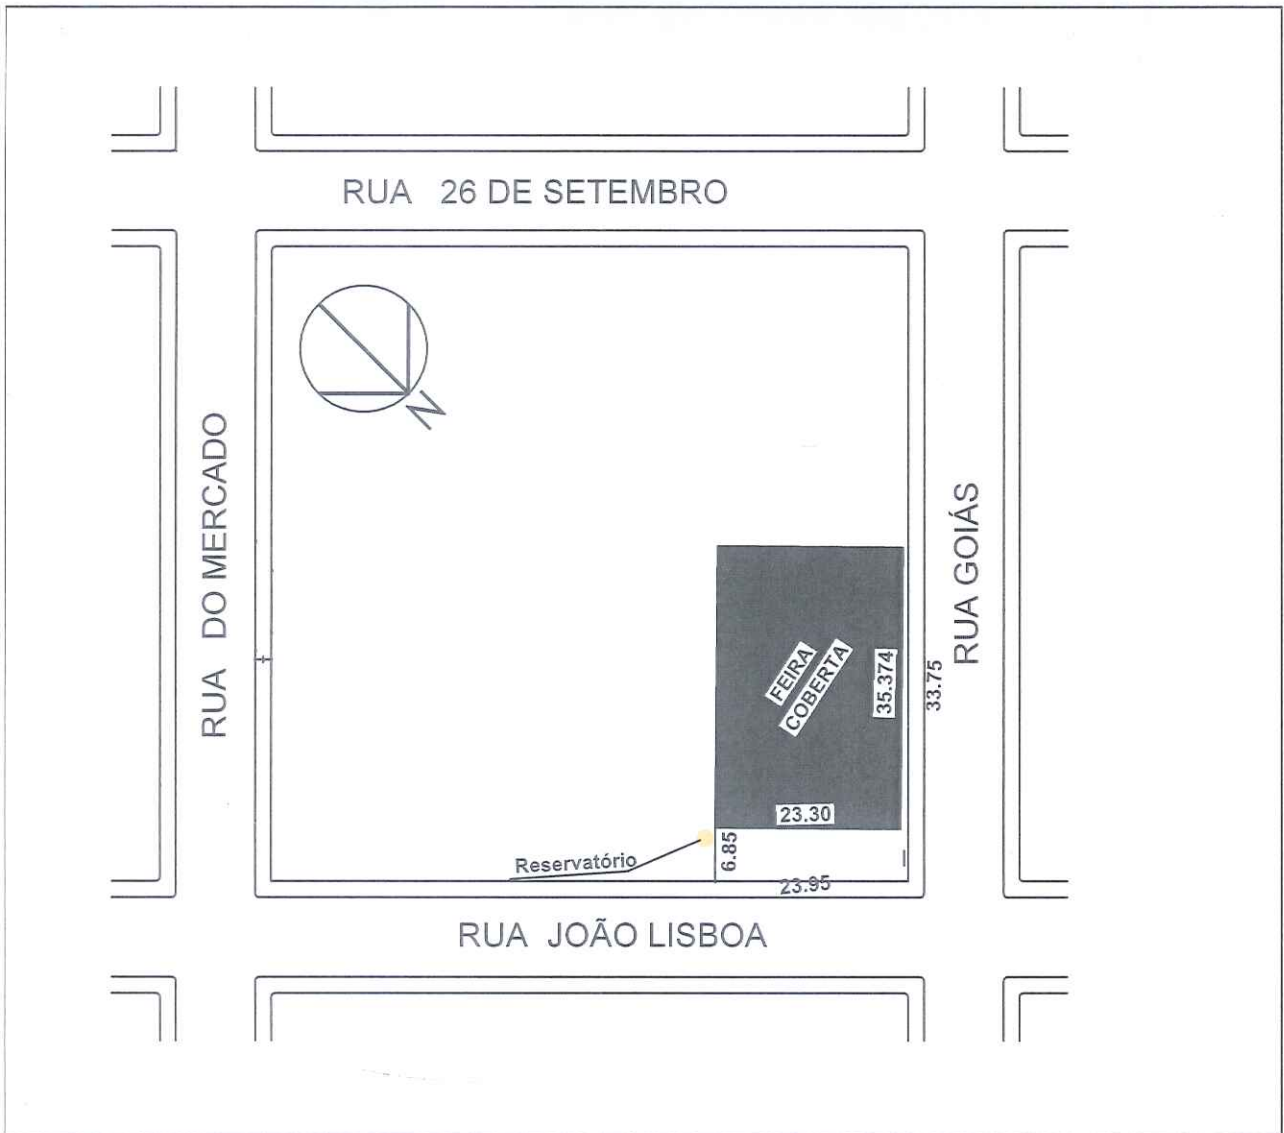 RUA 26 DE SETEMBRO
N
RUA DO MERCADO
RUA GOIÁS
FEIRA
COBERTA
35.374
33.75
23.30
6.85
Reservatório
23.95
RUA JOÃO LISBOA